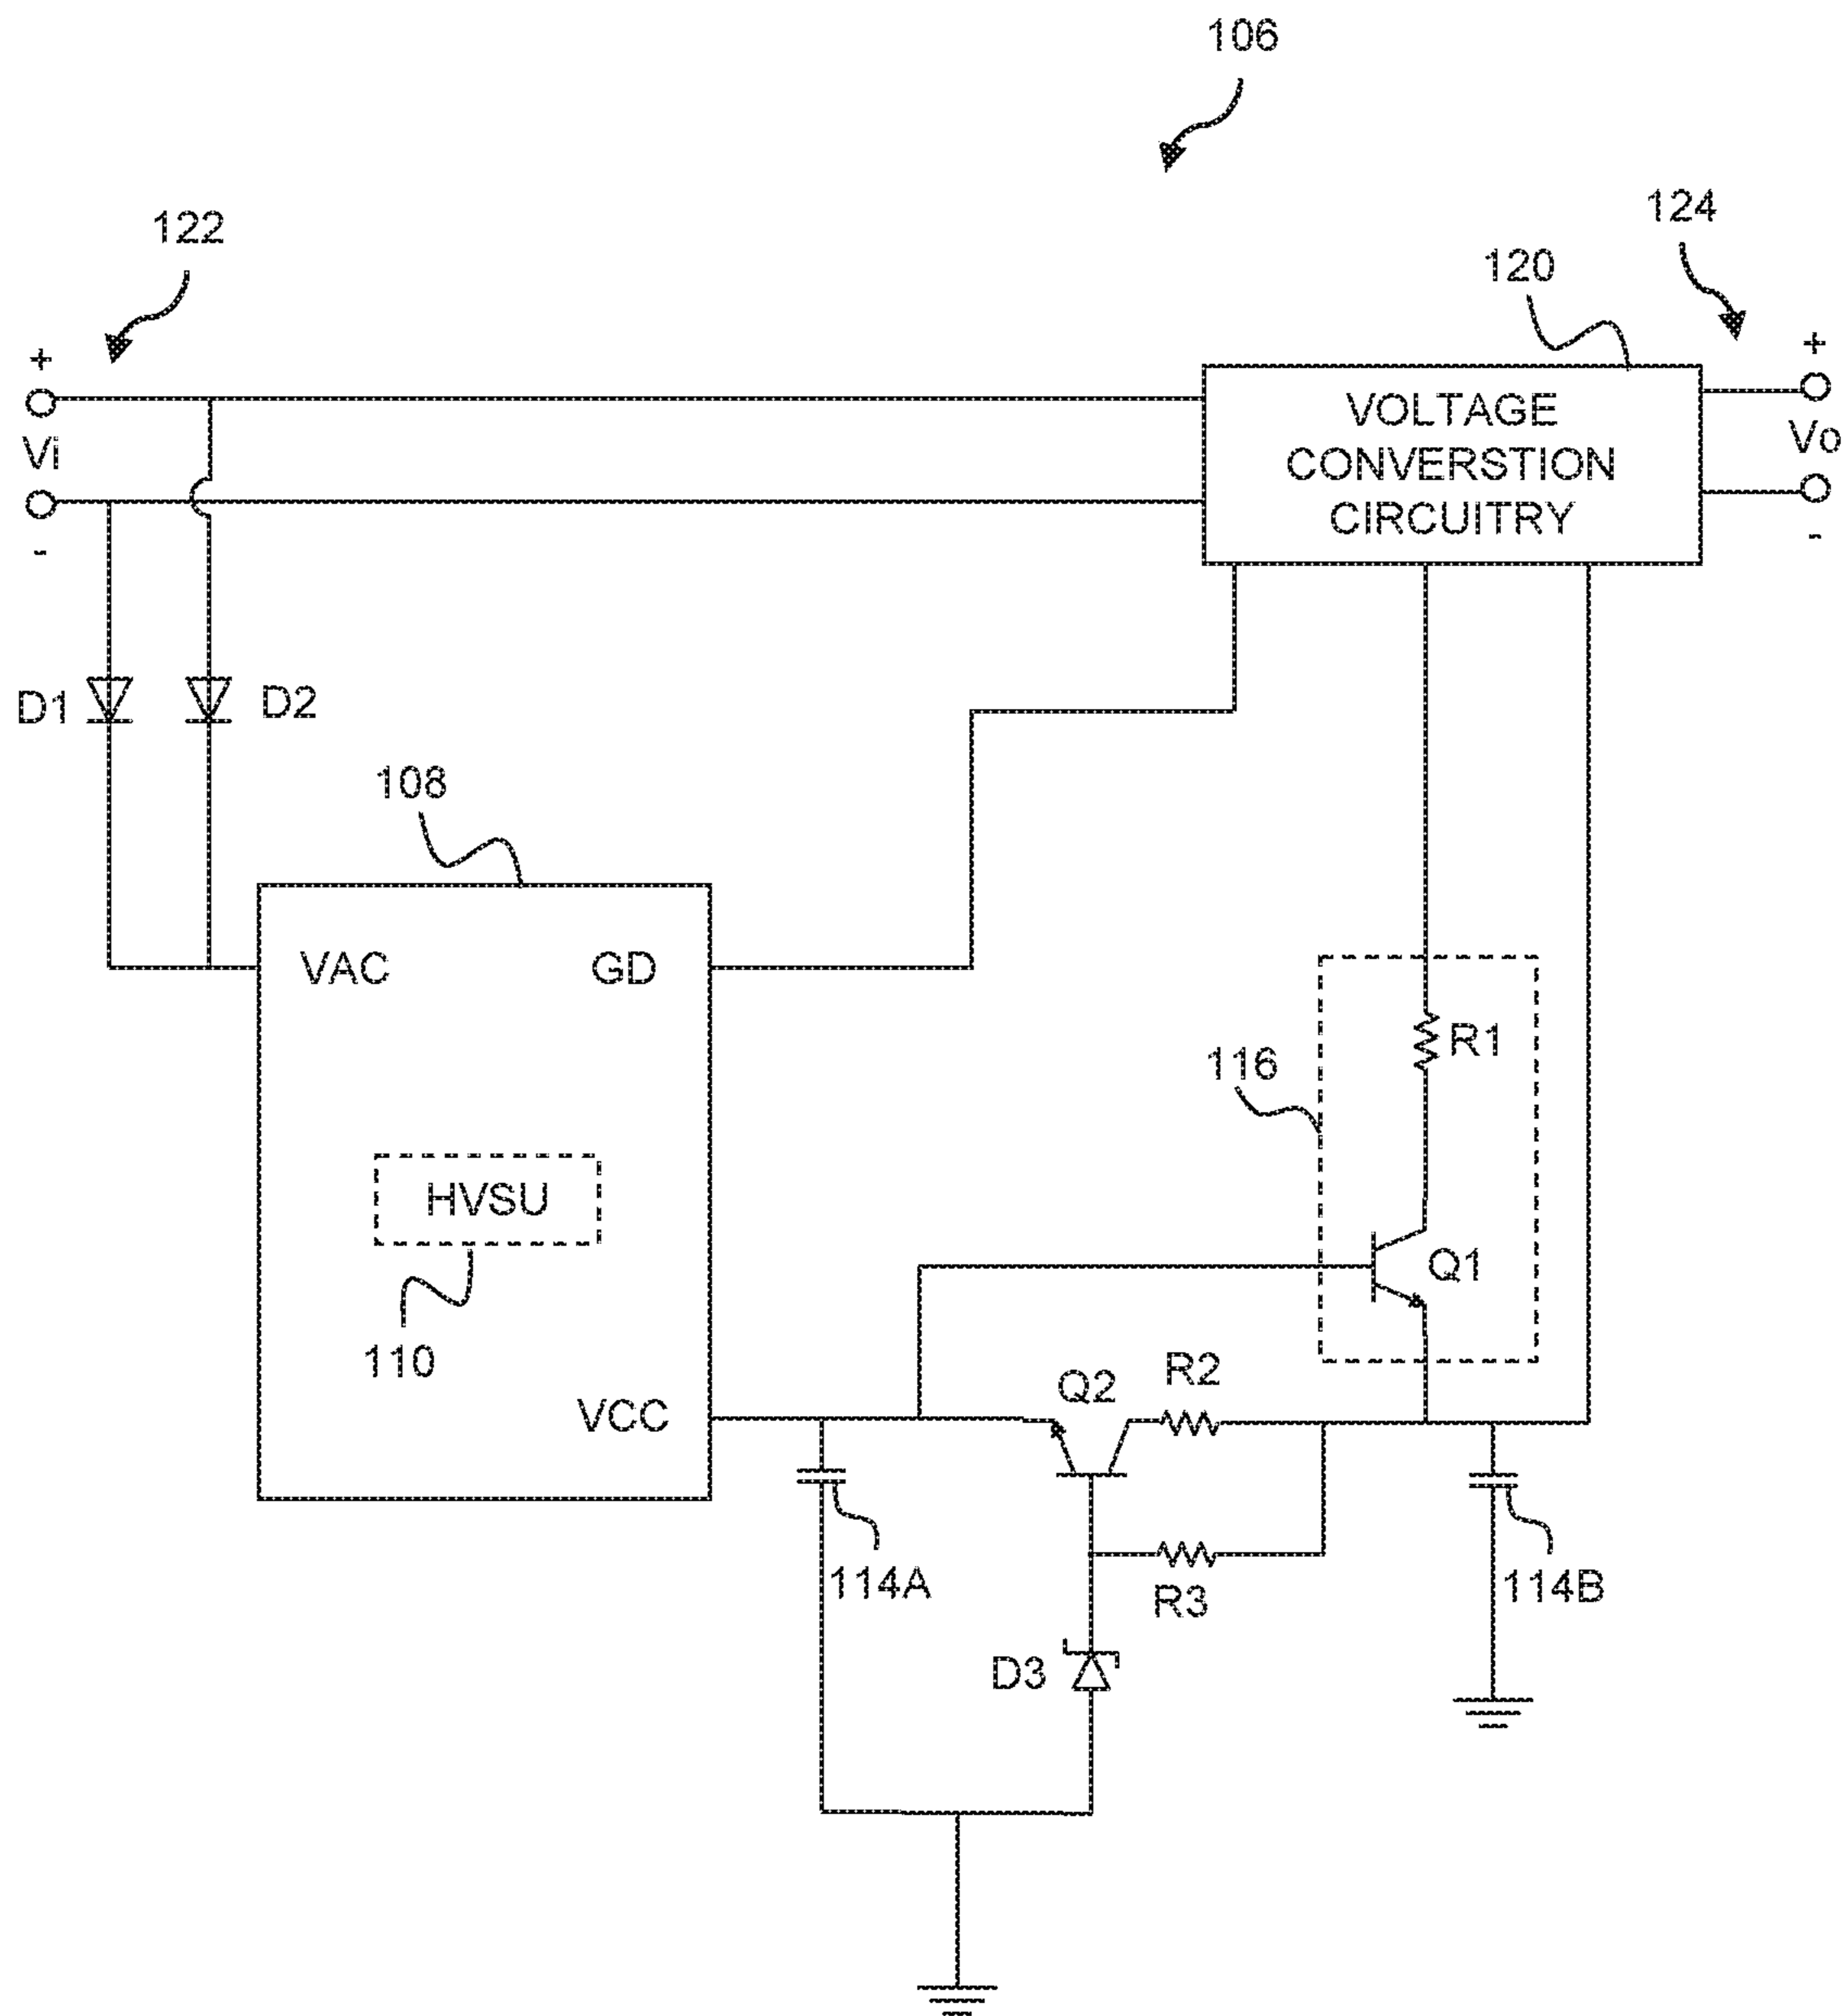 106
122
124
120
+
+
VOLTAGE
CONVERSTION
CIRCUITRY
Vi
Vo
-
-
D1
D2
108
VAC
GD
R1
116
HVSU
Q1
110
R2
Q2
VCC
114A
R3
114B
D3